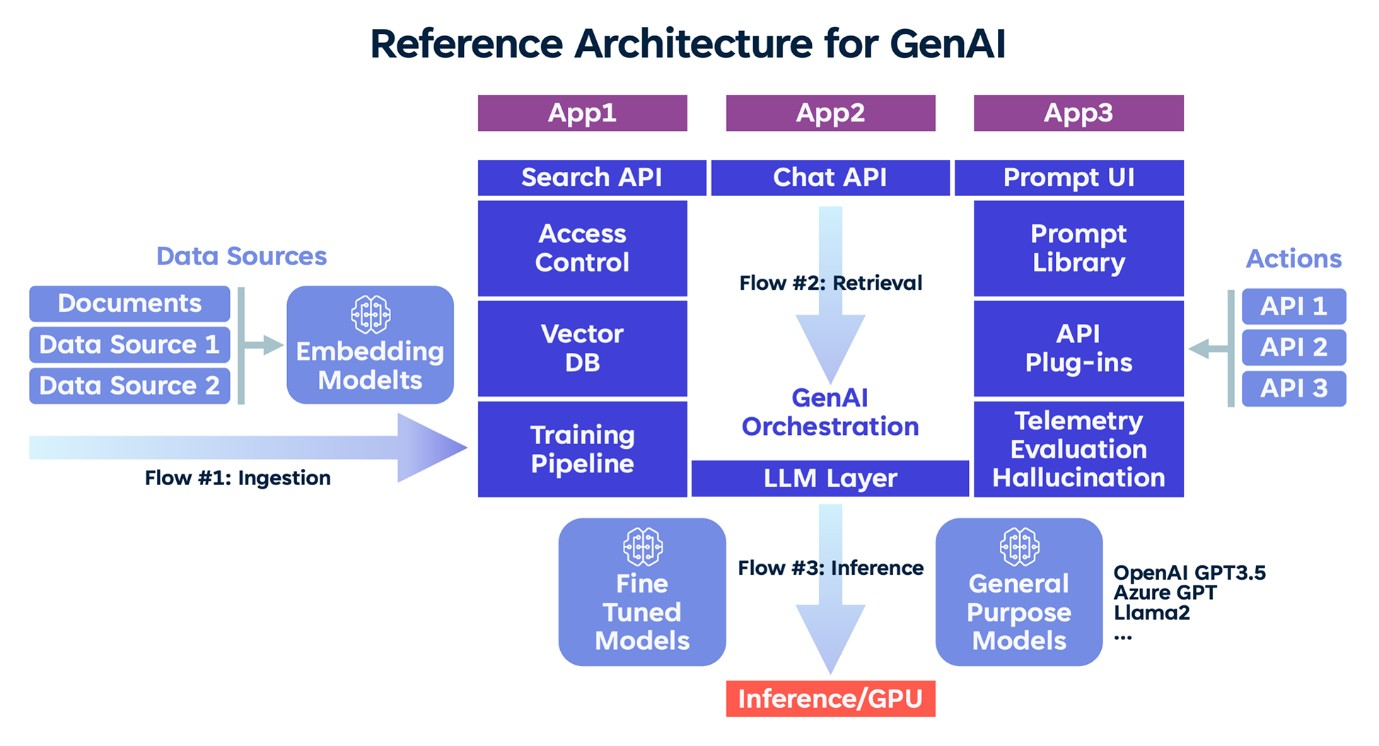 Reference Architecture for GenAI
App1
App2
App3
Search API
Chat API
Prompt UI
Access
Control
Flow #2: Retrieval
Prompt
Library
Data Sources
Documents
Data Source 1
Data Source 2
Embedding
Modelts
Vector
DB
API
Plug-ins
Actions
API 1
API 2
API 3
GenAI
Orchestration
Flow #1: Ingestion
Training
Pipeline
LLM Layer
Telemetry
Evaluation
Hallucination
Fine
Tuned
Models
Flow #3: Inference
General
Purpose
Models
OpenAI GPT3.5
Azure GPT
Llama2
...
Inference/GPU